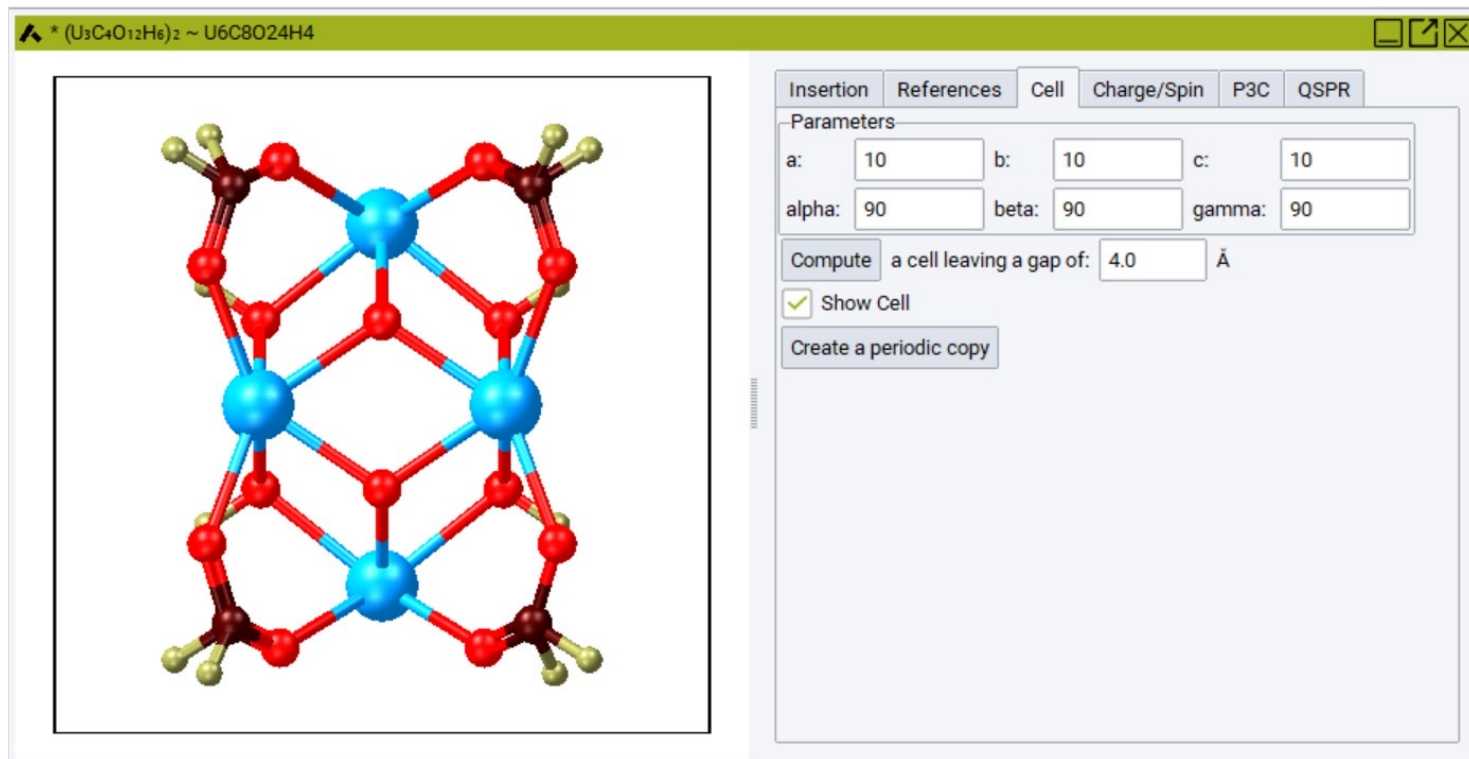 * (U₃C₄O₁₂H₆)₂ ~ U6C8O24H4
Insertion References Cell Charge/Spin P3C QSPR
Parameters
a: 10 b: 10 c: 10
alpha: 90 beta: 90 gamma: 90
Compute a cell leaving a gap of: 4.0 Å
Show Cell
Create a periodic copy